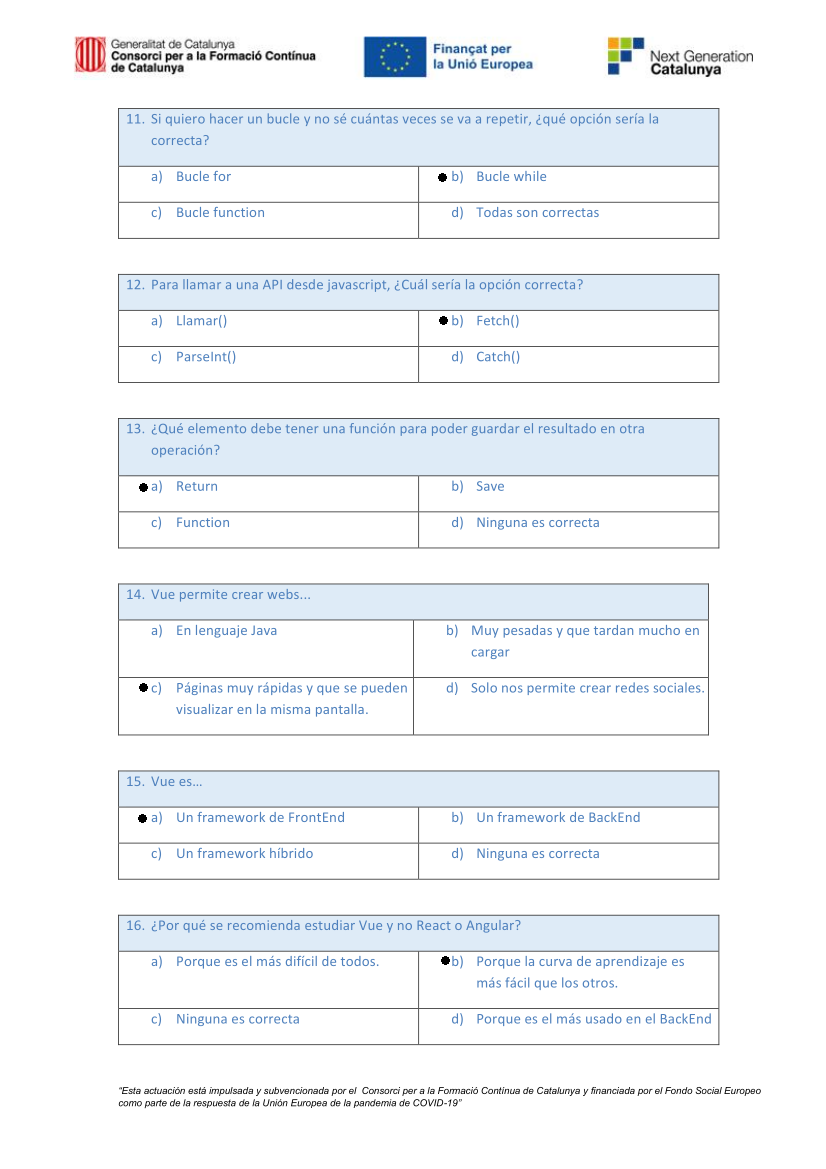 Generalitat de Catalunya
Consorci per a la Formació Contínua
de Catalunya
Finançat per
la Unió Europea
Next Generation
Catalunya
11. Si quiero hacer un bucle y no sé cuántas veces se va a repetir, ¿qué opción sería la
correcta?
a) Bucle for
b) Bucle while
c) Bucle function
d) Todas son correctas
12. Para llamar a una API desde javascript, ¿Cuál sería la opción correcta?
a) Llamar()
b) Fetch()
c) ParseInt()
d) Catch()
13. ¿Qué elemento debe tener una función para poder guardar el resultado en otra
operación?
a) Return
b) Save
c) Function
d) Ninguna es correcta
14. Vue permite crear webs...
a) En lenguaje Java
b) Muy pesadas y que tardan mucho en
cargar
c) Páginas muy rápidas y que se pueden
visualizar en la misma pantalla.
d) Solo nos permite crear redes sociales.
15. Vue es…
a) Un framework de FrontEnd
b) Un framework de BackEnd
c) Un framework híbrido
d) Ninguna es correcta
16. ¿Por qué se recomienda estudiar Vue y no React o Angular?
a) Porque es el más difícil de todos.
b) Porque la curva de aprendizaje es
más fácil que los otros.
c) Ninguna es correcta
d) Porque es el más usado en el BackEnd
"Esta actuación está impulsada y subvencionada por el Consorci per a la Formació Contínua de Catalunya y financiada por el Fondo Social Europeo
como parte de la respuesta de la Unión Europea de la pandemia de COVID-19"